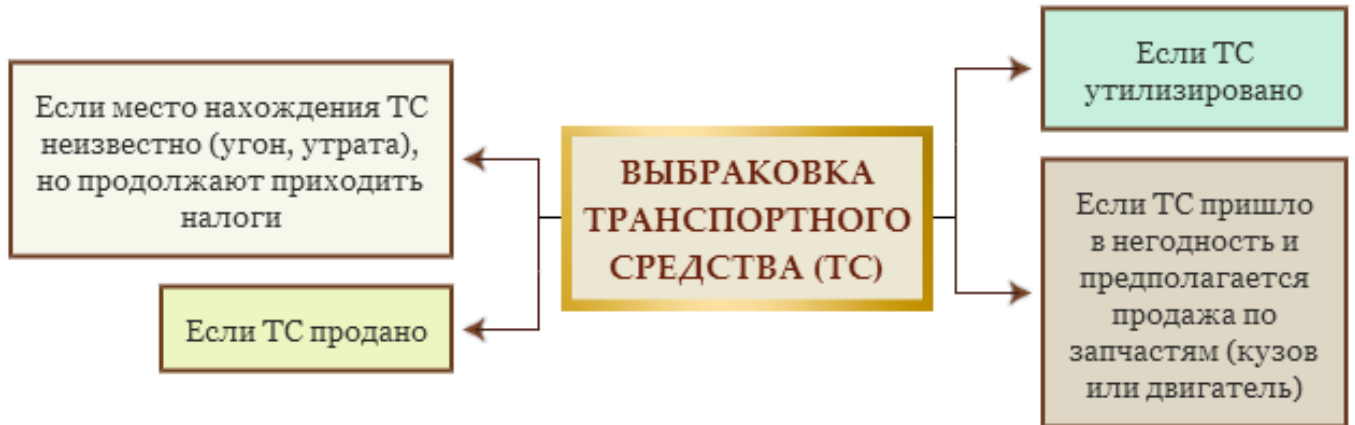 Если место нахождения ТС
неизвестно (угон, утрата),
но продолжают приходить
налоги
Если ТС продано
ВЫБРАКОВКА
ТРАНСПОРТНОГО
СРЕДСТВА (ТС)
Если ТС
утилизировано
Если ТС пришло
в негодность и
предполагается
продажа по
запчастям (кузов
или двигатель)